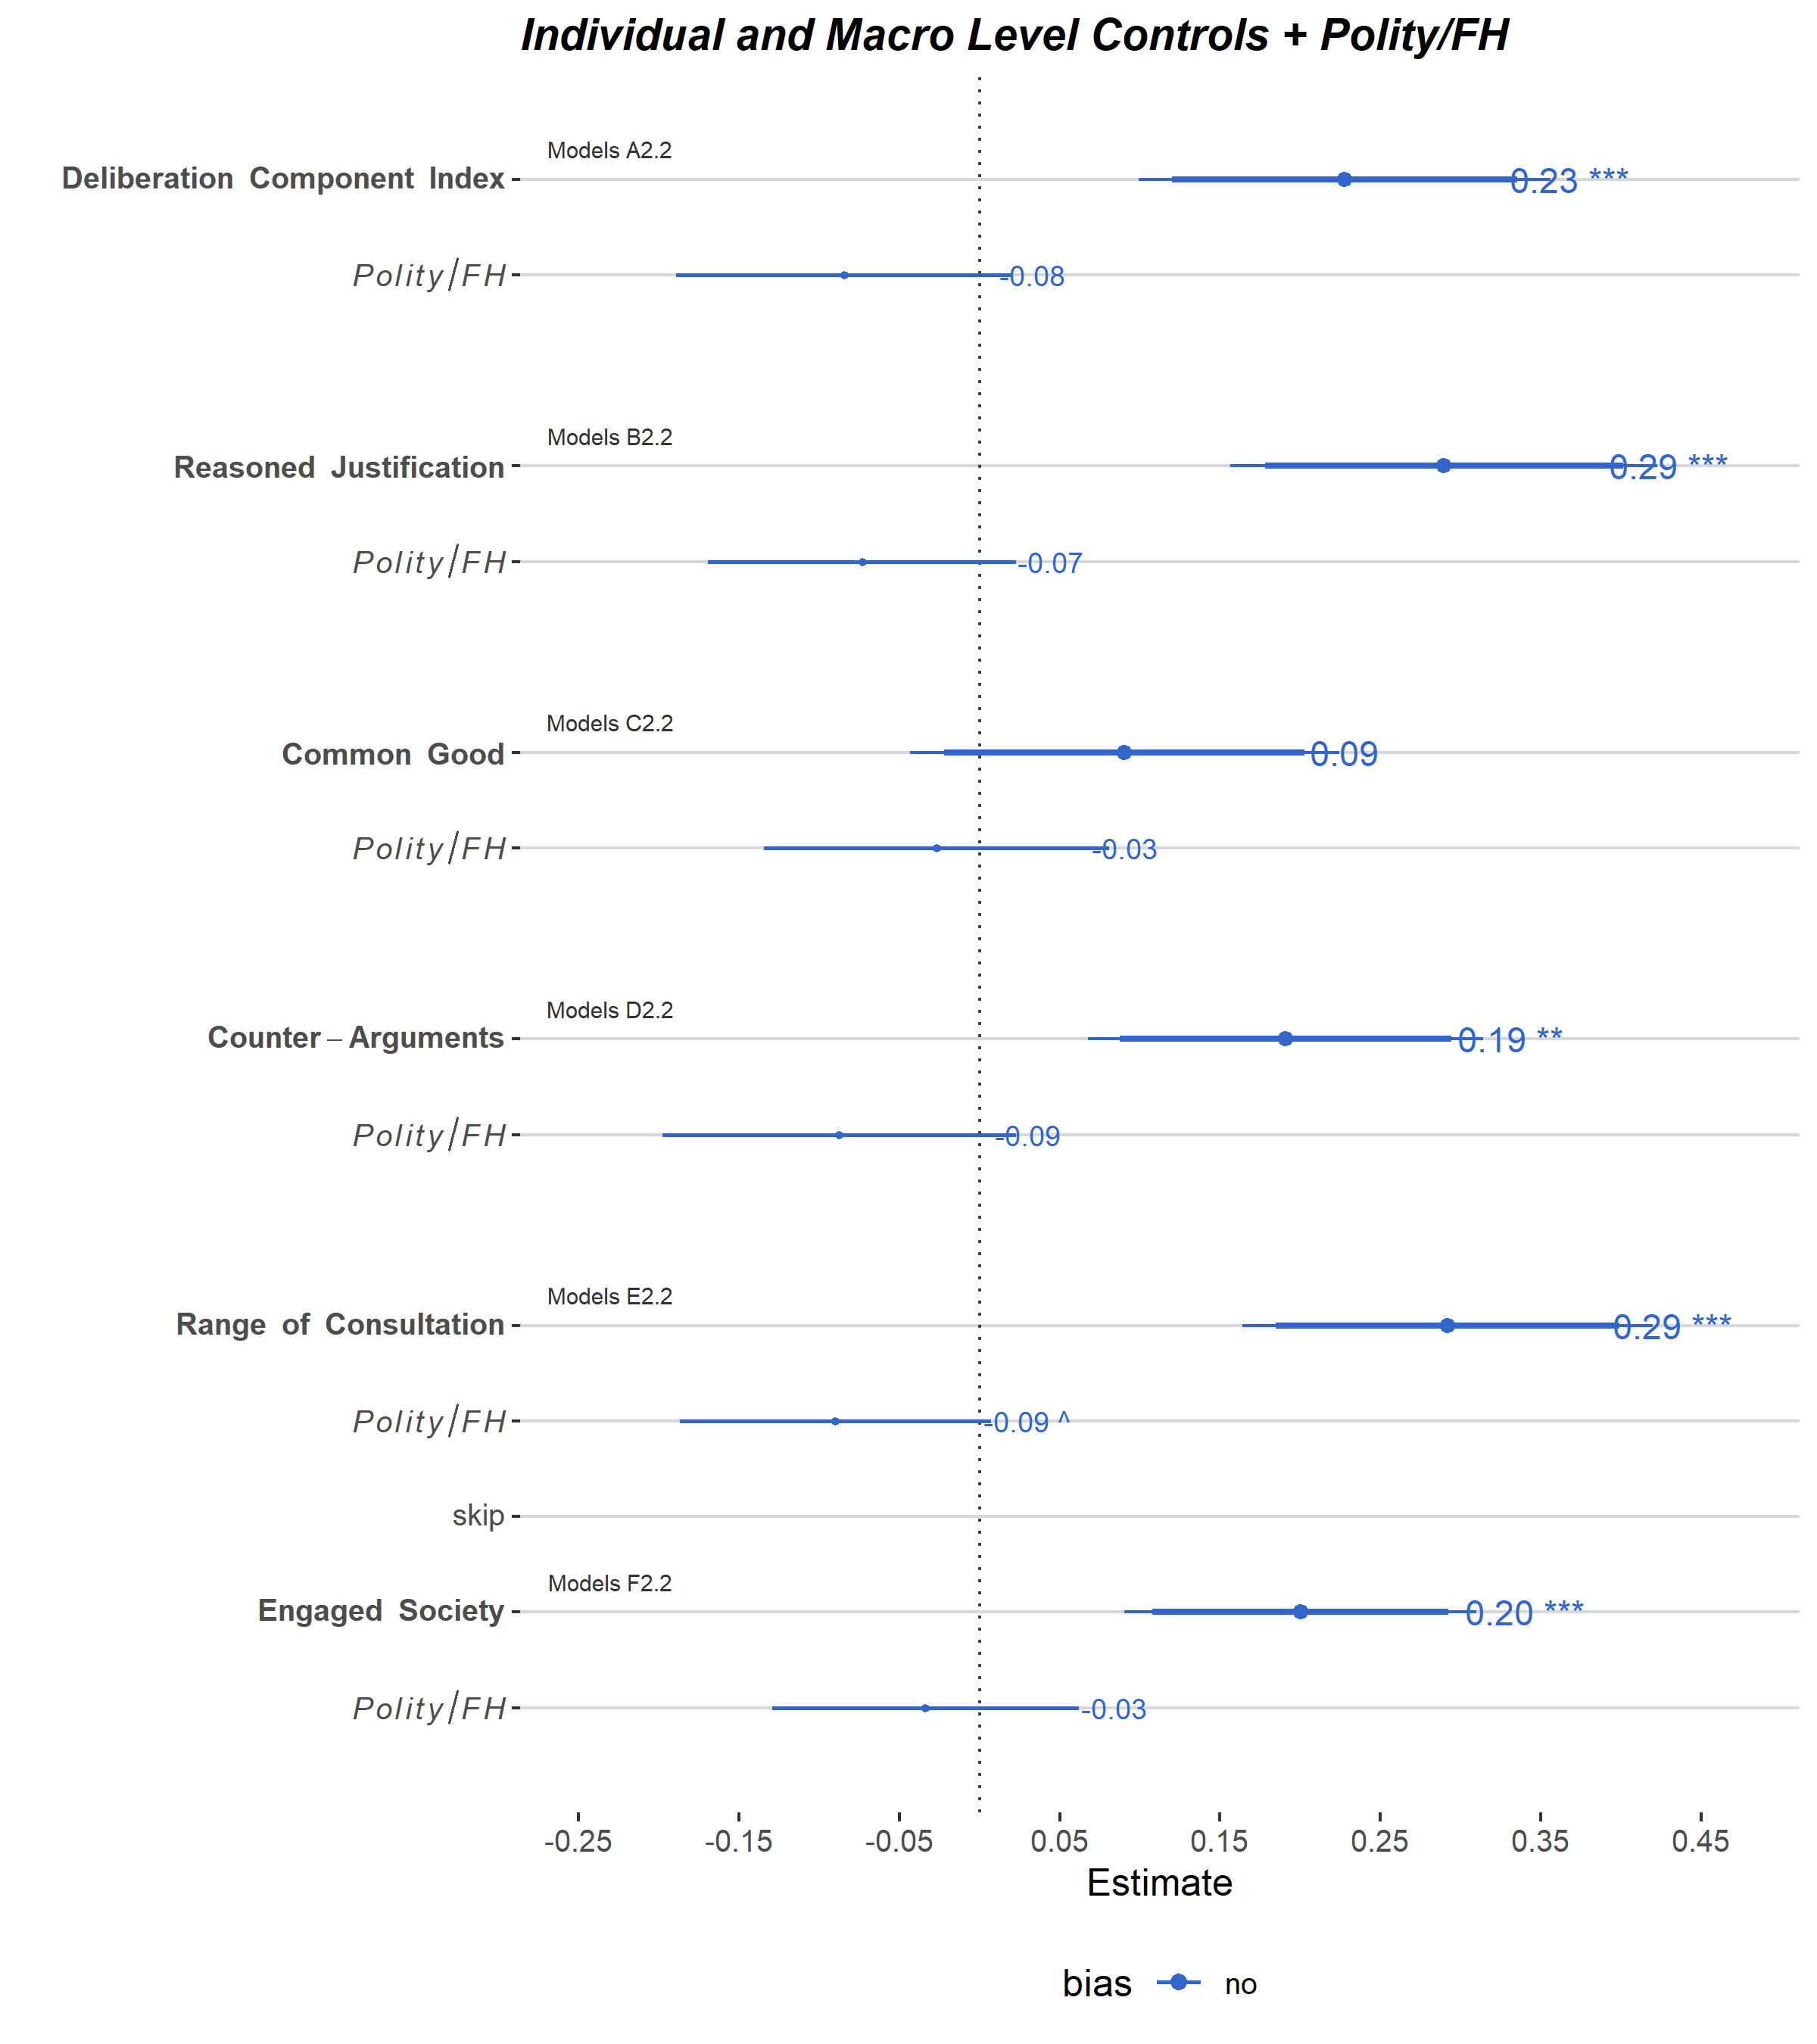 Individual and Macro Level Controls + Polity/FH
Models A2.2
Deliberation Component Index
0.23 ***
Polity/FH
-0.08
Models B2.2
Reasoned Justification
0.29 ***
Polity/FH
-0.07
Models C2.2
Common Good
0.09
Polity/FH
-0.03
Models D2.2
Counter–Arguments
0.19 **
Polity/FH
-0.09
Models E2.2
Range of Consultation
0.29 ***
Polity/FH
-0.09 ^
skip
Models F2.2
Engaged Society
0.20 ***
Polity/FH
-0.03
-0.25 -0.15 -0.05 0.05 0.15 0.25 0.35 0.45
Estimate
bias no